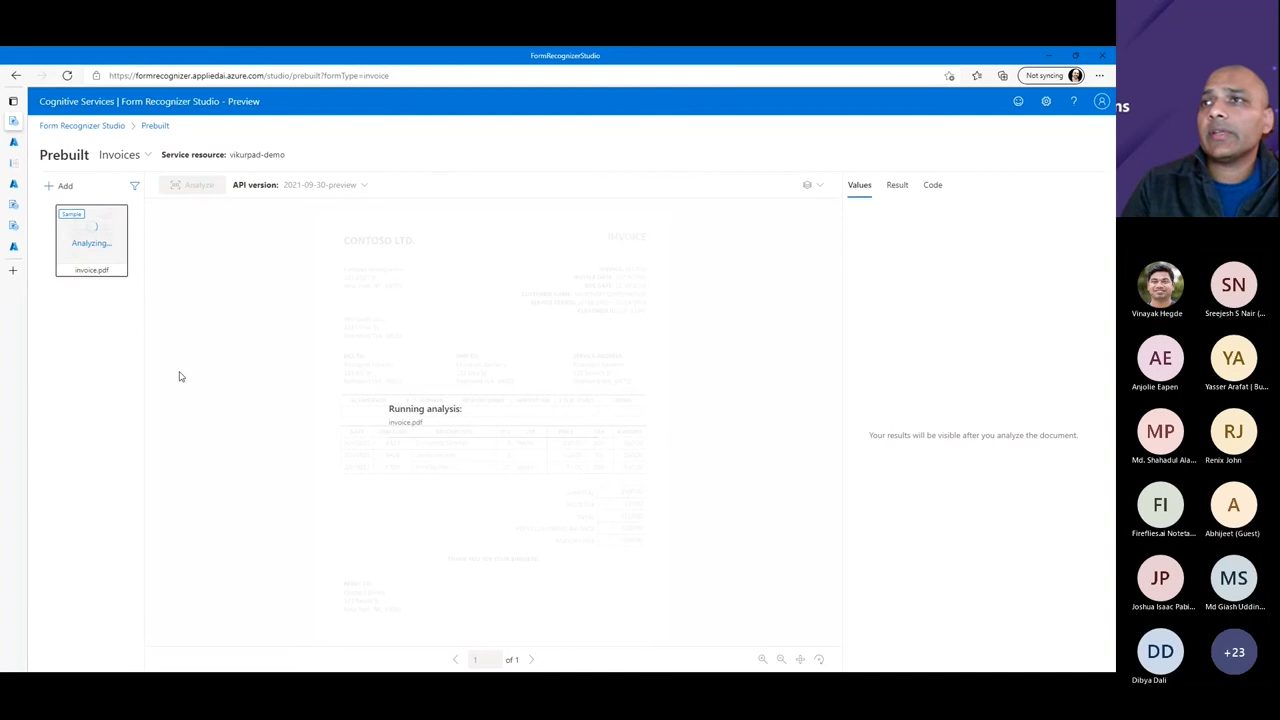 FormRecognizerStudio
https://formrecognizer.appliedai.azure.com/studio/prebuilt?formType=invoice
Not syncing
Cognitive Services | Form Recognizer Studio - Preview
ns
Form Recognizer Studio > Prebuilt
Prebuilt Invoices Service resource: vikurpad-demo
Add
Analyze
API version: 2021-09-30-preview
Values Result Code
Sample
Analyzing...
invoice.pdf
CONTOSO LTD.
INVOICE
Running analysis:
invoice.pdf
Your results will be visible after you analyze the document.
1 of 1
Vinayak Hegde
SN
Sreejesh S Nair (...
AE
Anjolie Eapen
YA
Yasser Arafat | Bu...
MP
Md. Shahadul Ala...
RJ
Renix John
FI
Fireflies.ai Noteta...
A
Abhijeet (Guest)
JP
Joshua Isaac Pabi...
MS
Md Giash Uddin...
DD
Dibya Dali
+23